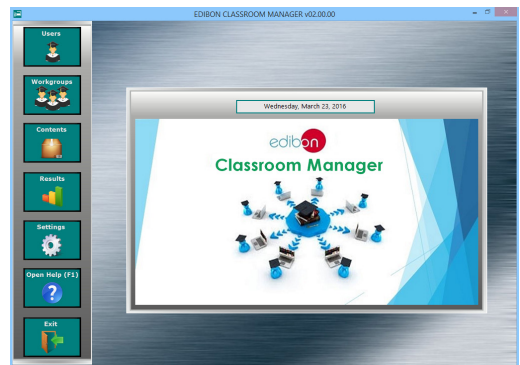 EDIBON CLASSROOM MANAGER v02.00.00
Users
Workgroups
Contents
Results
Settings
Open Help (F1)
?
Exit
Wednesday, March 23, 2016
edibon
Classroom Manager